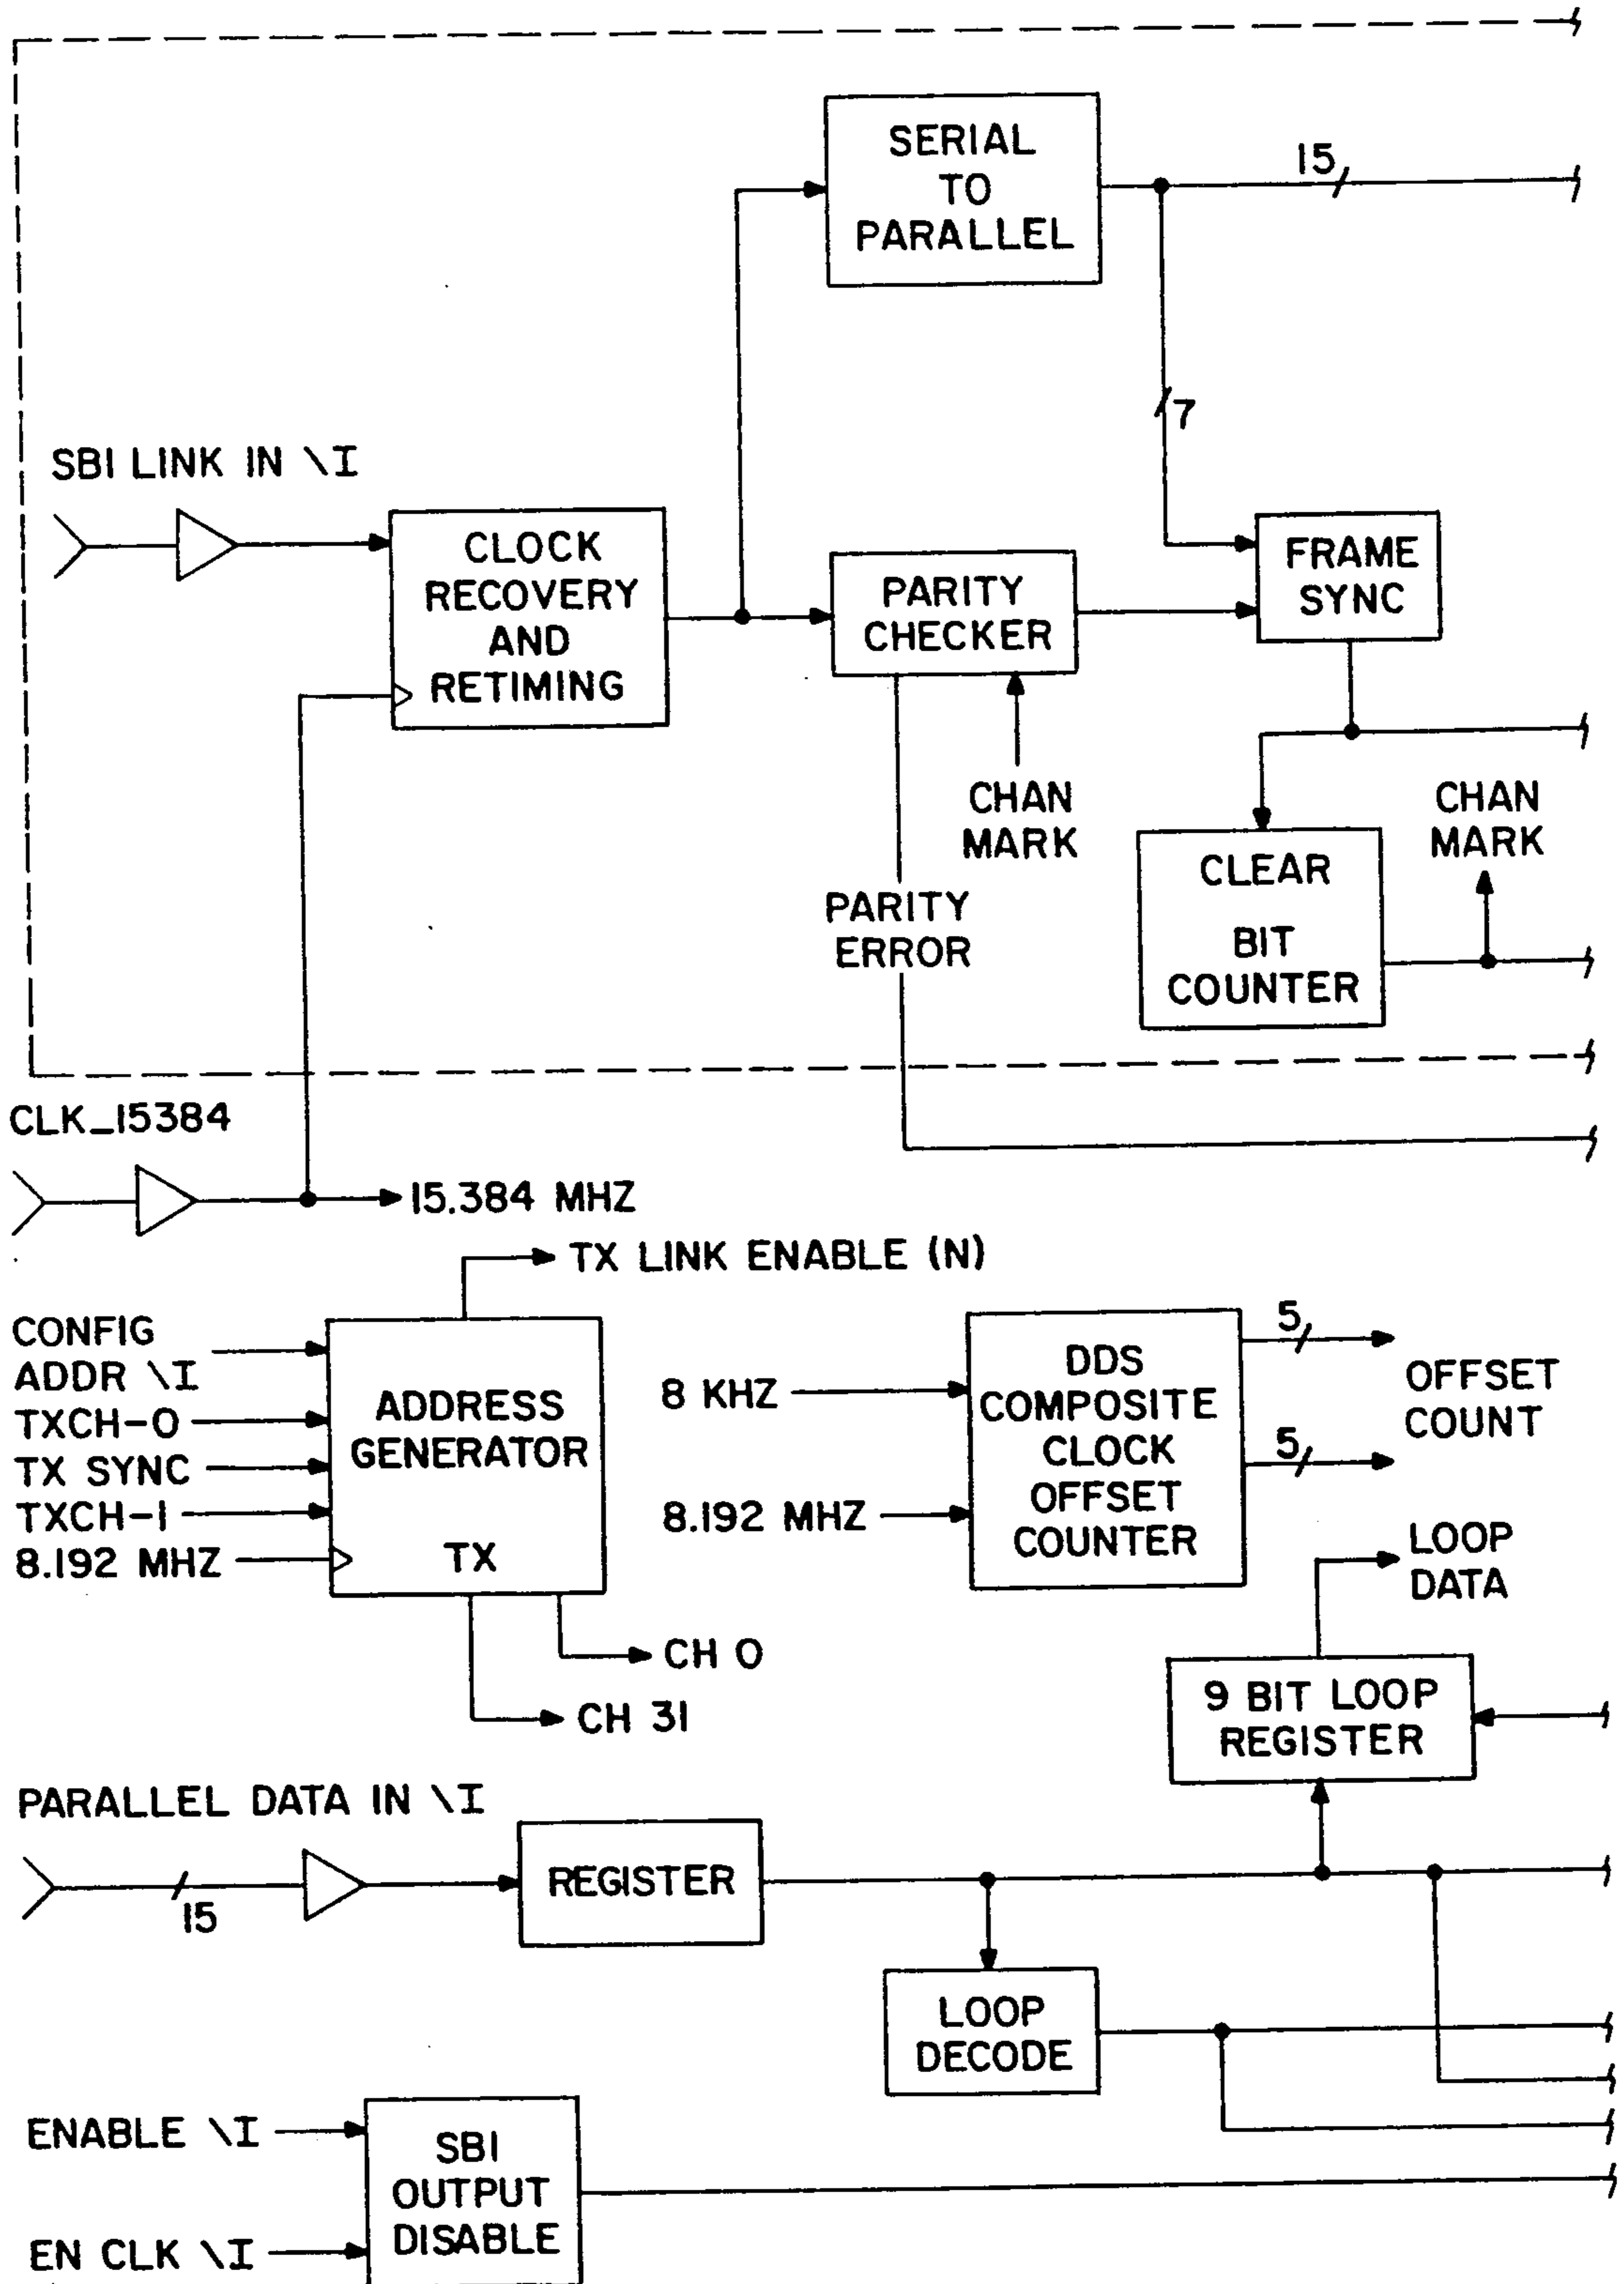 SERIAL
TO
PARALLEL
15
7
SBI LINK IN \I
CLOCK
RECOVERY
AND
RETIMING
PARITY
CHECKER
FRAME
SYNC
CHAN
MARK
CHAN
MARK
CLEAR
BIT
COUNTER
PARITY
ERROR
CLK_15384
15.384 MHZ
TX LINK ENABLE (N)
CONFIG
ADDR \I
TXCH-0
TX SYNC
TXCH-1
8.192 MHZ
ADDRESS
GENERATOR
TX
8 KHZ
8.192 MHZ
DDS
COMPOSITE
CLOCK
OFFSET
COUNTER
5
5
OFFSET
COUNT
LOOP
DATA
CH 0
CH 31
9 BIT LOOP
REGISTER
PARALLEL DATA IN \I
15
REGISTER
LOOP
DECODE
ENABLE \I
EN CLK \I
SBI
OUTPUT
DISABLE